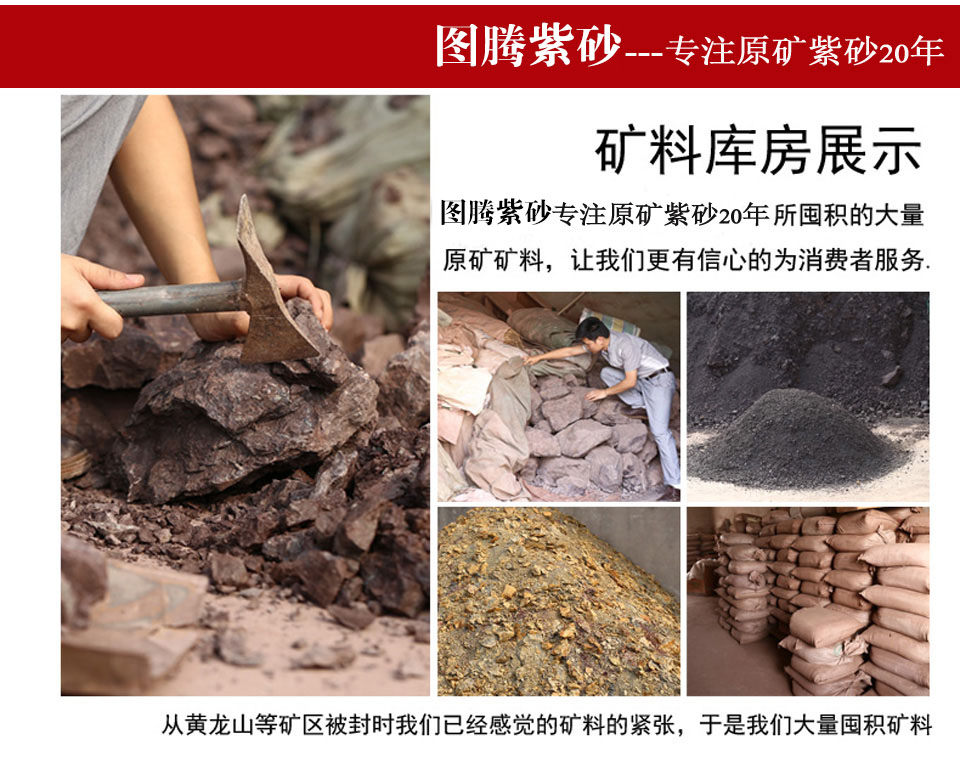 图腾紫砂---专注原矿紫砂20年
矿料库房展示
图腾紫砂专注原矿紫砂20年所囤积的大量
原矿矿料，让我们更有信心的为消费者服务.
从黄龙山等矿区被封时我们已经感觉的矿料的紧张，于是我们大量囤积矿料